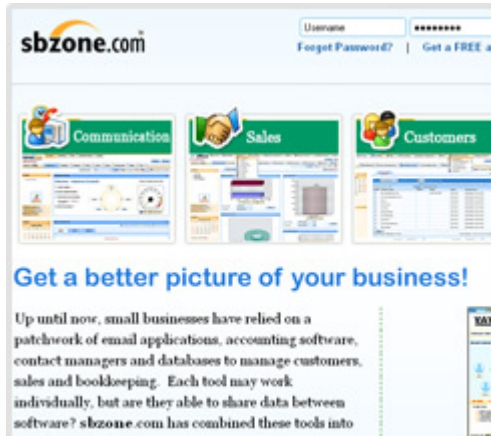 sbzone.com
Username
Forgot Password? | Get a FREE a
Communication
Sales
Customers
Get a better picture of your business!
Up until now, small businesses have relied on a
patchwork of email applications, accounting software,
contact managers and databases to manage customers,
sales and bookkeeping. Each tool may work
individually, but are they able to share data between
software? sbzone.com has combined these tools into